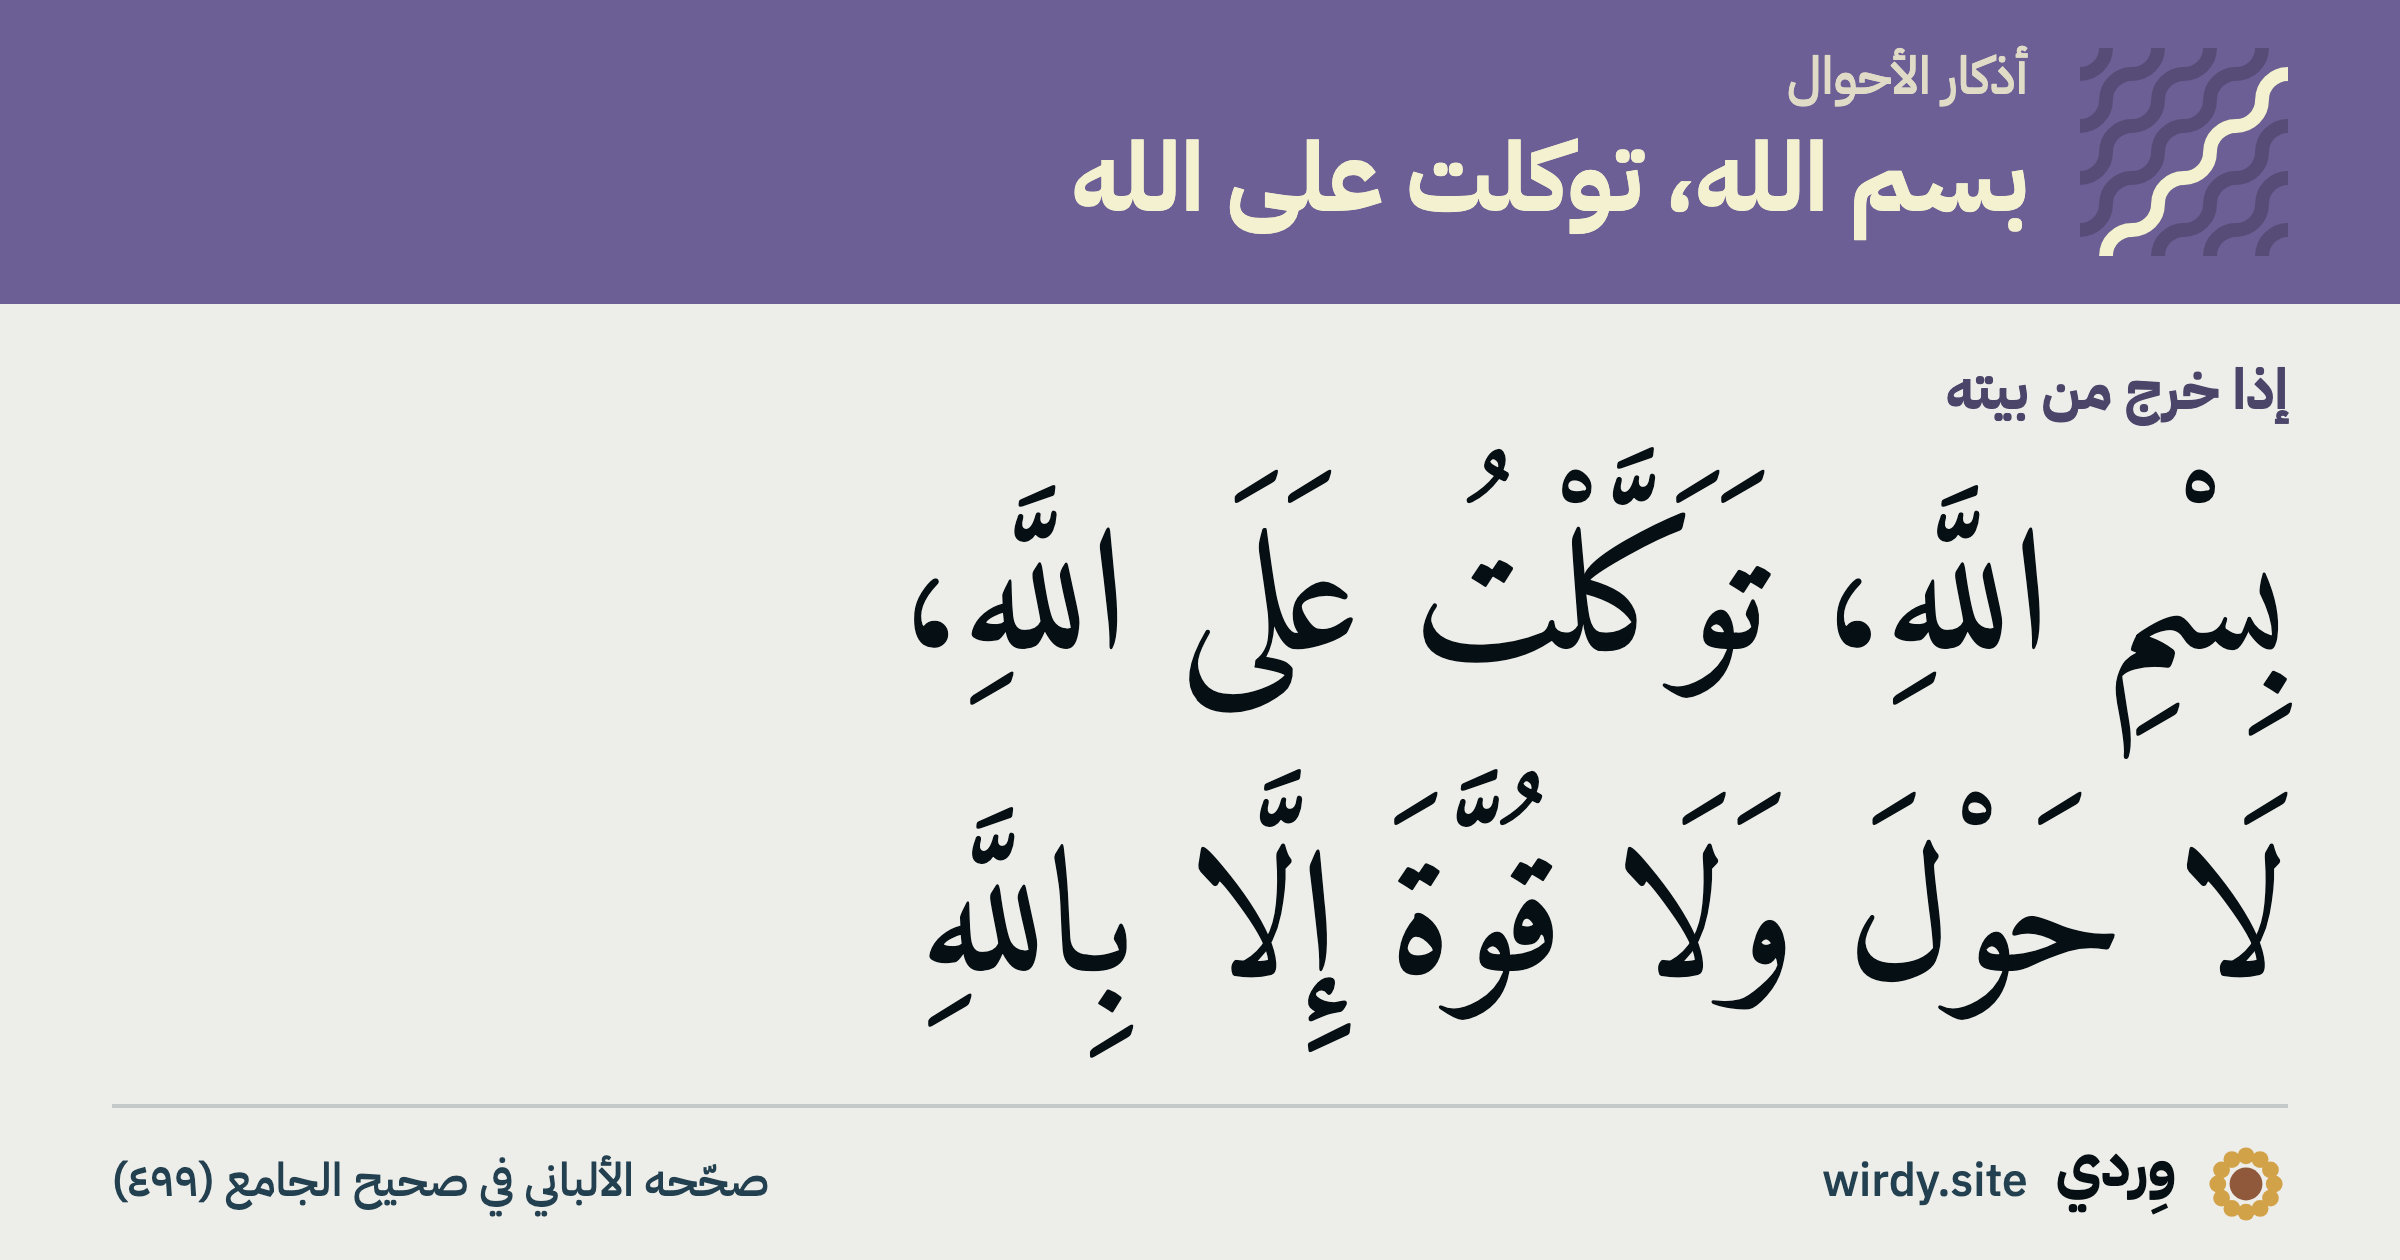 أذكار الأحوال
بسم الله، توكلت على الله
إذا خرج من بيته
بِسْمِ اللَّهِ، تَوَكَّلْتُ عَلَى اللَّهِ،
لَا حَوْلَ وَلَا قُوَّةَ إِلَّا بِاللَّهِ
وِردي wirdy.site
صحّحه الألباني في صحيح الجامع (٤٩٩)